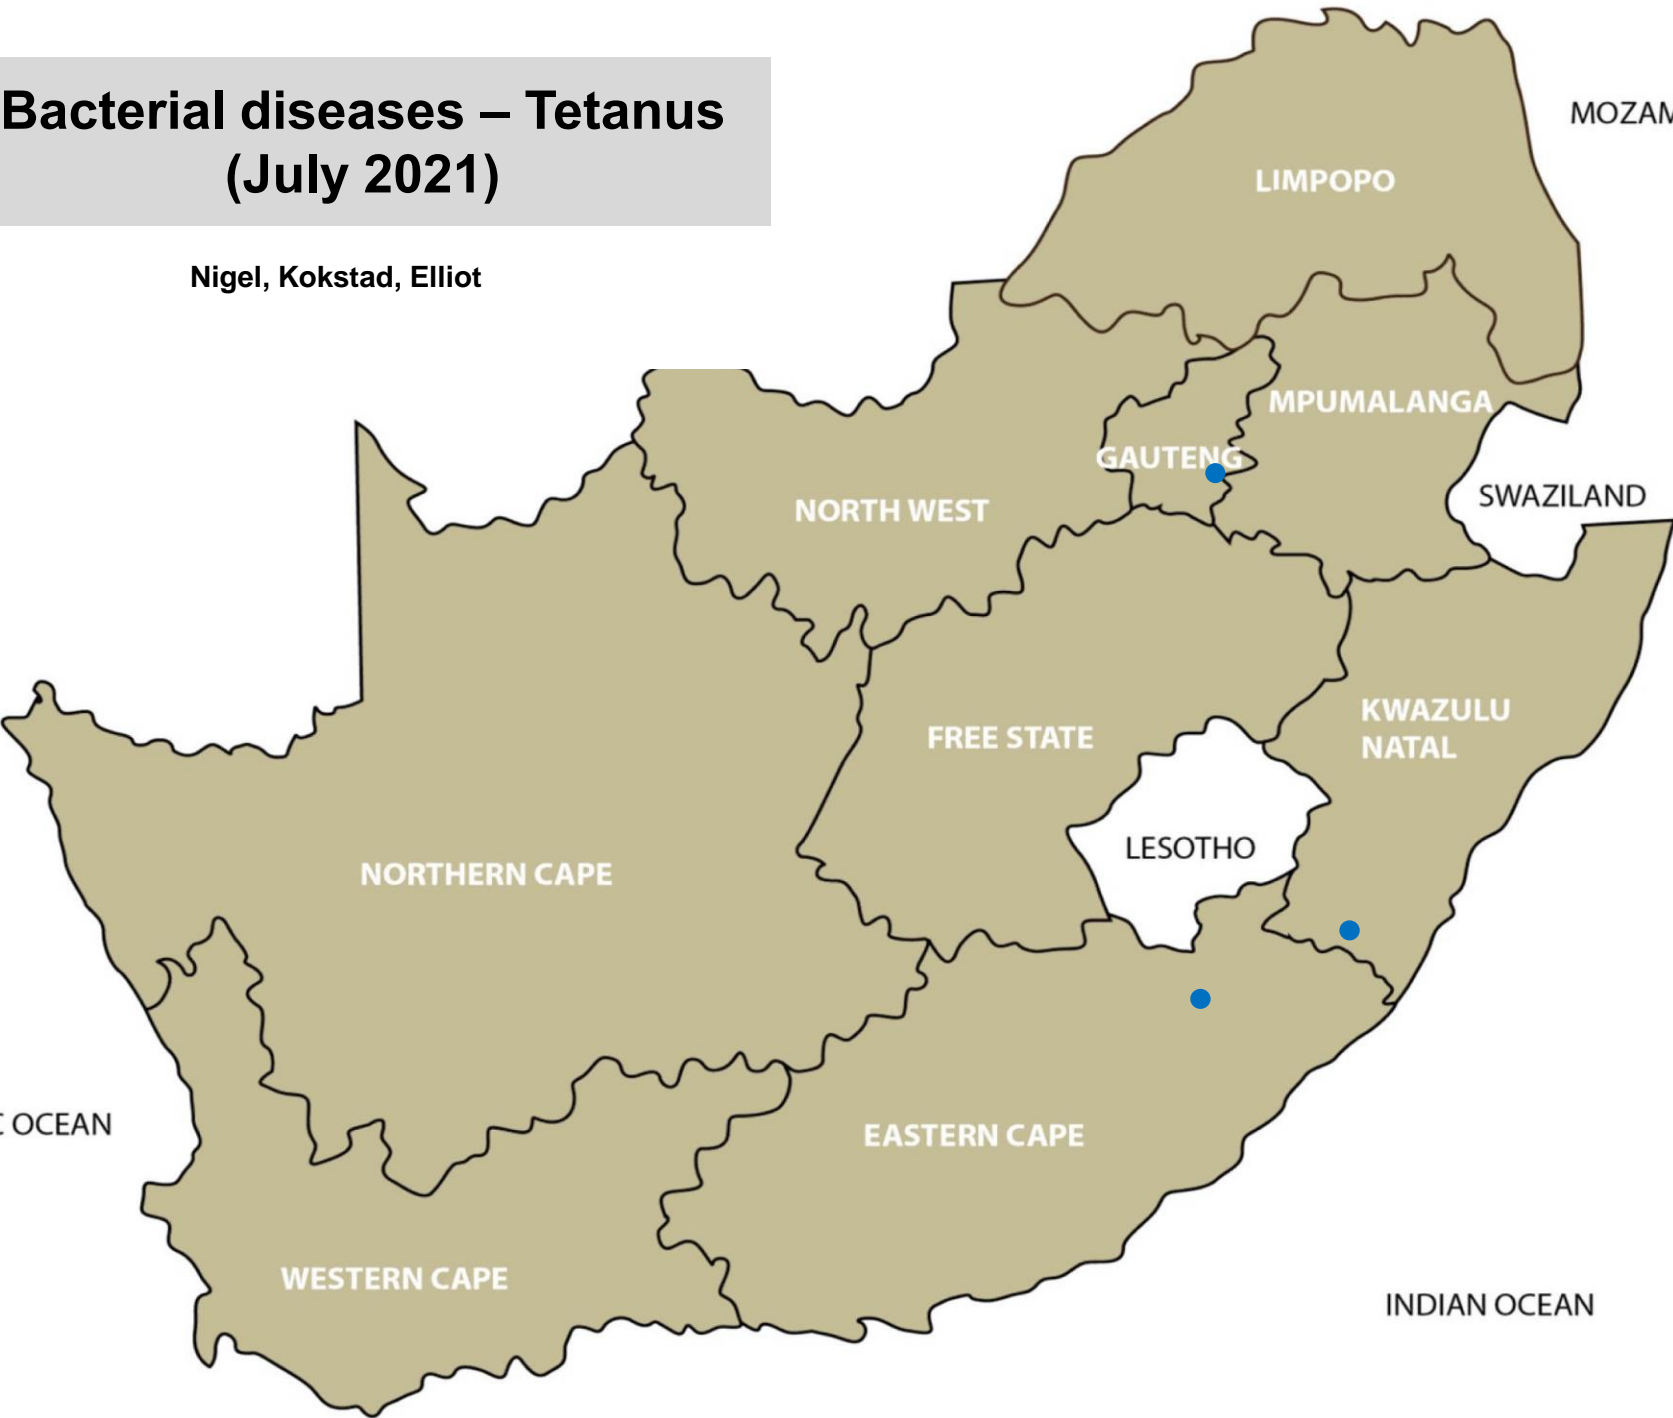 Bacterial diseases – Tetanus
(July 2021)
Nigel, Kokstad, Elliot
MOZAM
LIMPOPO
MPUMALANGA
GAUTENG
SWAZILAND
NORTH WEST
KWAZULU
NATAL
FREE STATE
LESOTHO
NORTHERN CAPE
C OCEAN
EASTERN CAPE
WESTERN CAPE
INDIAN OCEAN